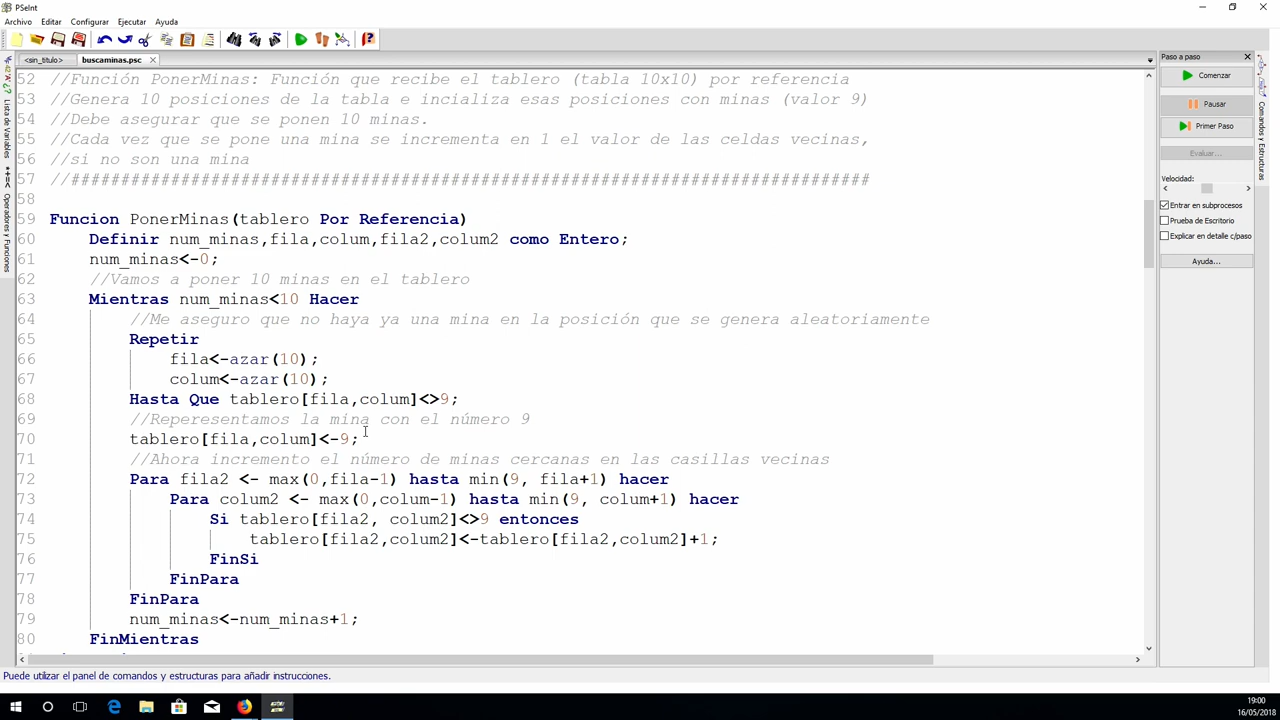 PSeInt
Archivo Editar Configurar Ejecutar Ayuda
<sin_titulo> buscaminas.psc
52 //Función PonerMinas: Función que recibe el tablero (tabla 10x10) por referencia
53 //Genera 10 posiciones de la tabla e incializa esas posiciones con minas (valor 9)
54 //Debe asegurar que se ponen 10 minas.
55 //Cada vez que se pone una mina se incrementa en 1 el valor de las celdas vecinas,
56 //si no son una mina
57 //################################################################################
58
59 Funcion PonerMinas(tablero Por Referencia)
60 Definir num_minas,fila,colum,fila2,colum2 como Entero;
61 num_minas<-0;
62 //Vamos a poner 10 minas en el tablero
63 Mientras num_minas<10 Hacer
64 //Me aseguro que no haya ya una mina en la posición que se genera aleatoriamente
65 Repetir
66 fila<-azar(10);
67 colum<-azar(10);
68 Hasta Que tablero[fila,colum]<>9;
69 //Reperesentamos la mina con el número 9
70 tablero[fila,colum]<-9;
71 //Ahora incremento el número de minas cercanas en las casillas vecinas
72 Para fila2 <- max(0,fila-1) hasta min(9, fila+1) hacer
73 Para colum2 <- max(0,colum-1) hasta min(9, colum+1) hacer
74 Si tablero[fila2, colum2]<>9 entonces
75 tablero[fila2,colum2]<-tablero[fila2,colum2]+1;
76 FinSi
77 FinPara
78 FinPara
79 num_minas<-num_minas+1;
80 FinMientras
Lista de Variables
Operadores y Funciones
Paso a paso
Comenzar
Pausar
Primer Paso
Evaluar...
Velocidad:
Entrar en subprocesos
Prueba de Escritorio
Explicar en detalle c/paso
Ayuda...
Comandos y Estructuras
Puede utilizar el panel de comandos y estructuras para añadir instrucciones.
19:00
16/05/2018